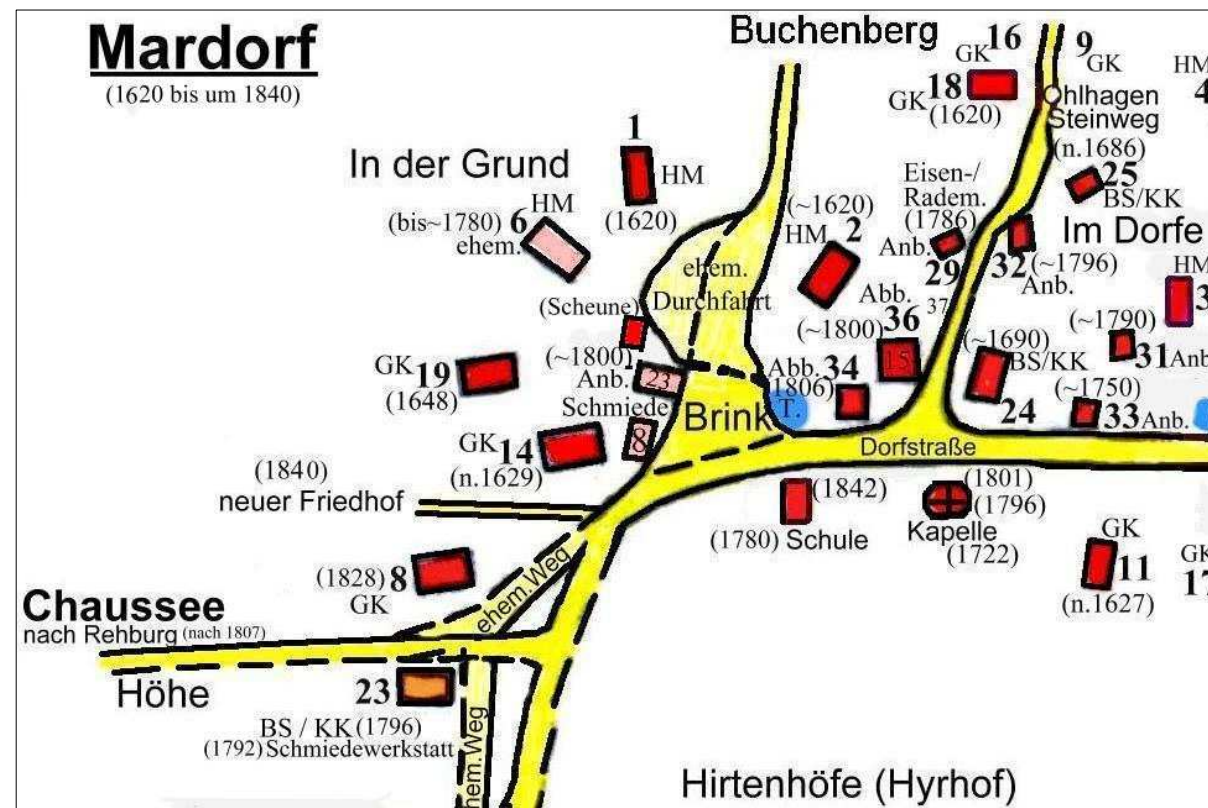 Mardorf
(1620 bis um 1840)
Buchenberg
16
GK
18
GK
(1620)
9
GK
HM
Ohlhagen
Steinweg
(n.1686)
25
BS/KK
In der Grund
1
HM
(1620)
HM
(bis~1780) 6
ehem.
(~1620)
HM 2
Eisen-/
Radem.
(1786)
Anb.
29
37
32
(~1796)
Anb.
Im Dorfe
HM
3
ehem.
Durchfahrt
(Scheune)
(~1800)
Anb.
23
Schmiede
8
Abb.
36
(~1800)
15
Abb. 34
(1806)
T.
Brink
(~1690)
BS/KK
24
(~1790)
31 Anb
(~1750)
33 Anb.
GK 19
(1648)
GK 14
(n.1629)
Dorfstraße
(1840)
neuer Friedhof
(1842)
(1780) Schule
(1801)
(1796)
Kapelle
(1722)
GK
11
(n.1627)
GK
17
(1828) 8
GK
ehem.Weg
Chaussee
nach Rehburg (nach 1807)
Höhe
23
BS / KK (1796)
(1792) Schmiedewerkstatt
hem.Weg
Hirtenhöfe (Hyrhof)